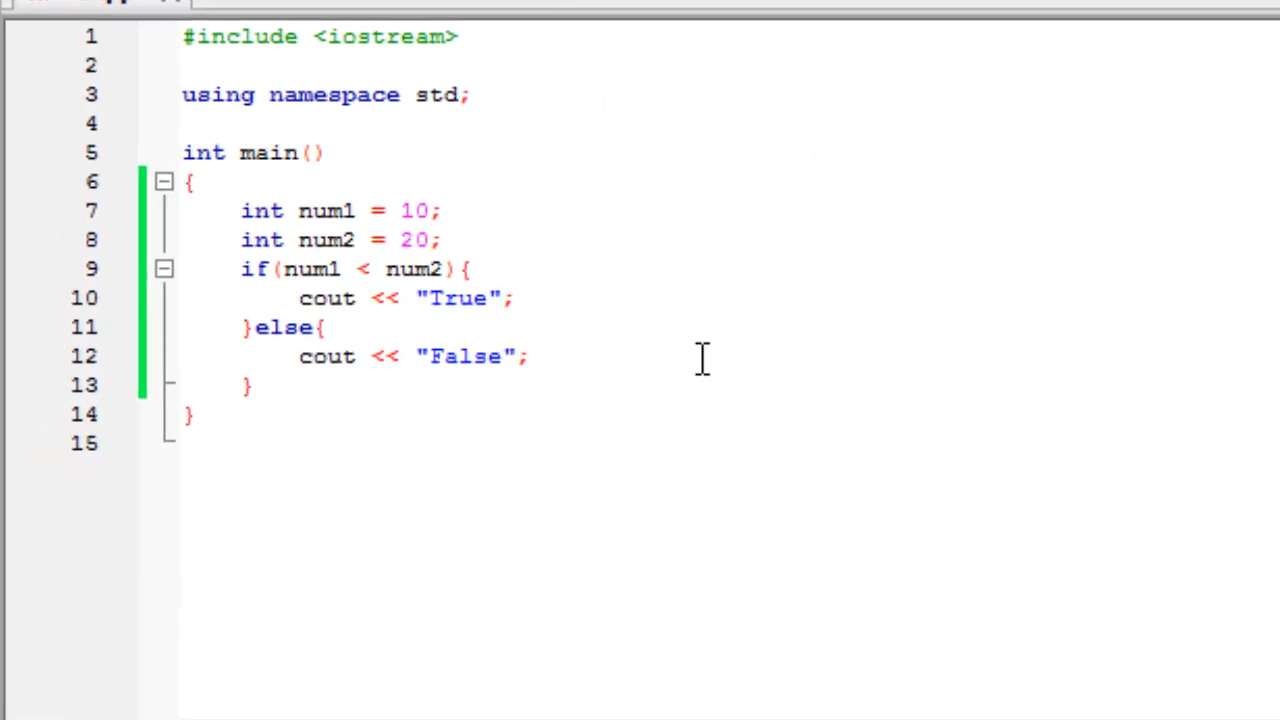 1 #include <iostream>
2
3 using namespace std;
4
5 int main()
6 {
7     int num1 = 10;
8     int num2 = 20;
9     if(num1 < num2){
10         cout << "True";
11     }else{
12         cout << "False";
13     }
14 }
15